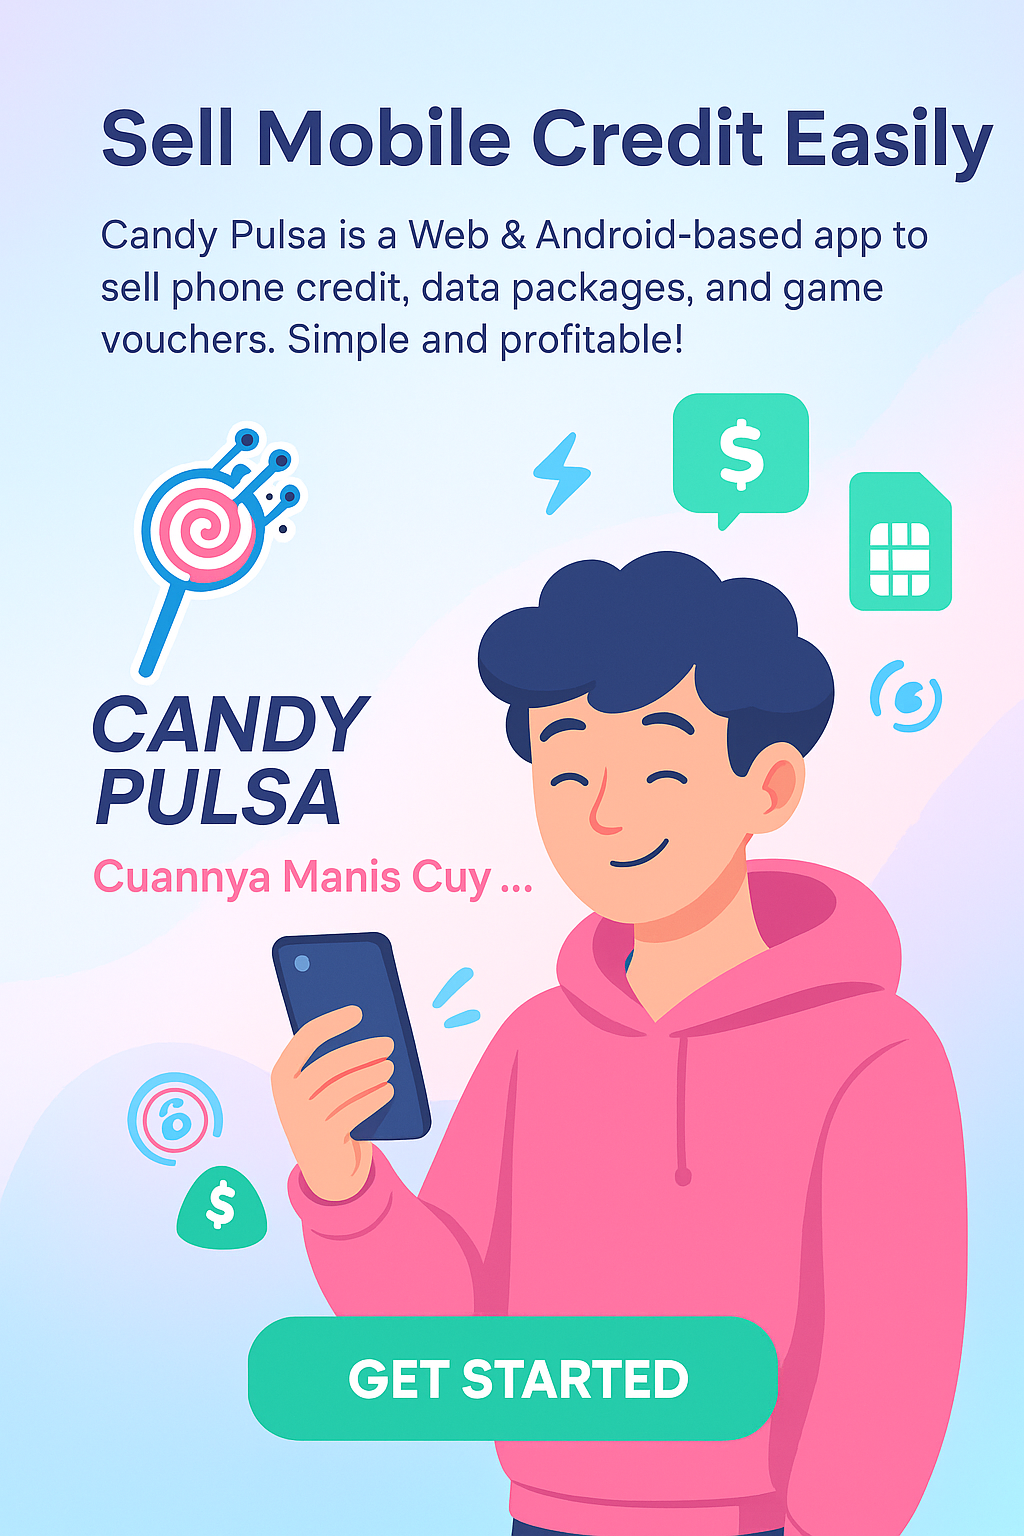 Sell Mobile Credit Easily
Candy Pulsa is a Web & Android-based app to
sell phone credit, data packages, and game
vouchers. Simple and profitable!
$
CANDY
PULSA
Cuannya Manis Cuy ...
$
GET STARTED